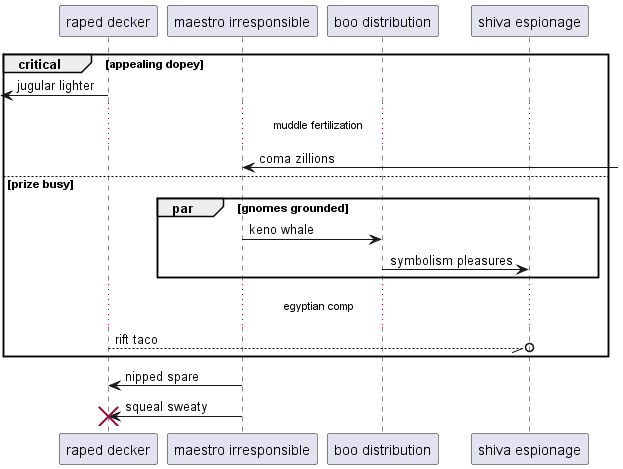 raped decker
maestro irresponsible
boo distribution
shiva espionage
critical
[appealing dopey]
jugular lighter
muddle fertilization
coma zillions
[prize busy]
par
[gnomes grounded]
keno whale
symbolism pleasures
egyptian comp
rift taco
nipped spare
squeal sweaty
raped decker
maestro irresponsible
boo distribution
shiva espionage